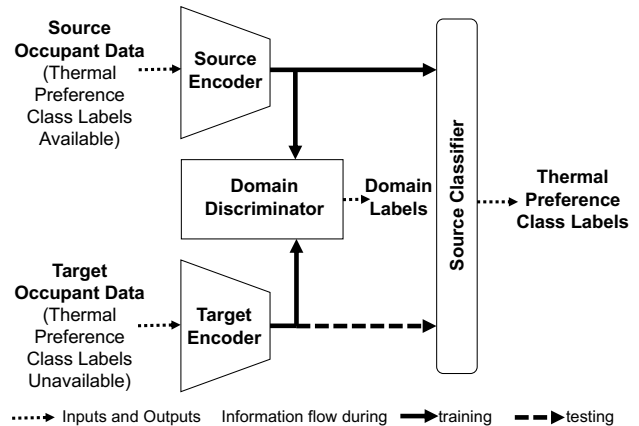 Source
Occupant Data
(Thermal
Preference
Class Labels
Available)
Source
Encoder
Domain
Discriminator
Domain
Labels
Source Classifier
Thermal
Preference
Class Labels
Target
Occupant Data
(Thermal
Preference
Class Labels
Unavailable)
Target
Encoder
Inputs and Outputs Information flow during training testing